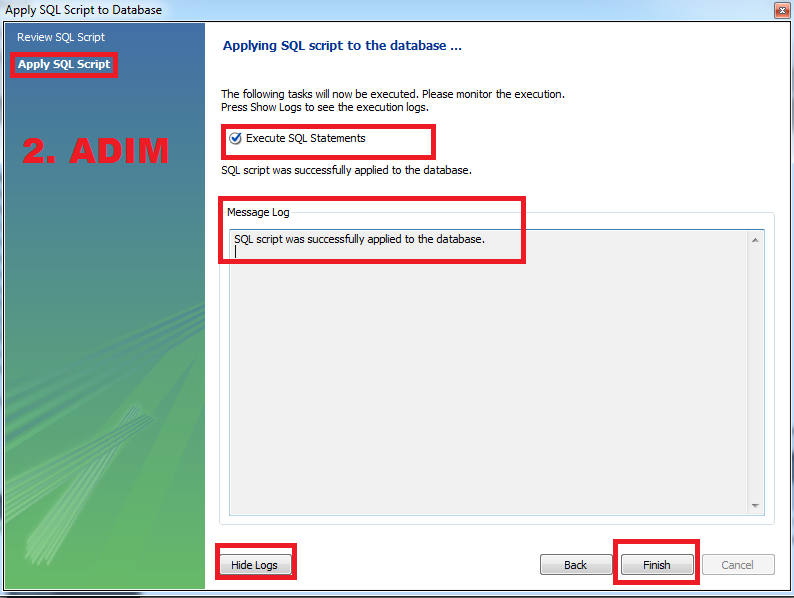 Apply SQL Script to Database
Review SQL Script
Apply SQL Script
2. ADIM
Applying SQL script to the database ...
The following tasks will now be executed. Please monitor the execution.
Press Show Logs to see the execution logs.
Execute SQL Statements
SQL script was successfully applied to the database.
Message Log
SQL script was successfully applied to the database.
Hide Logs
Back
Finish
Cancel